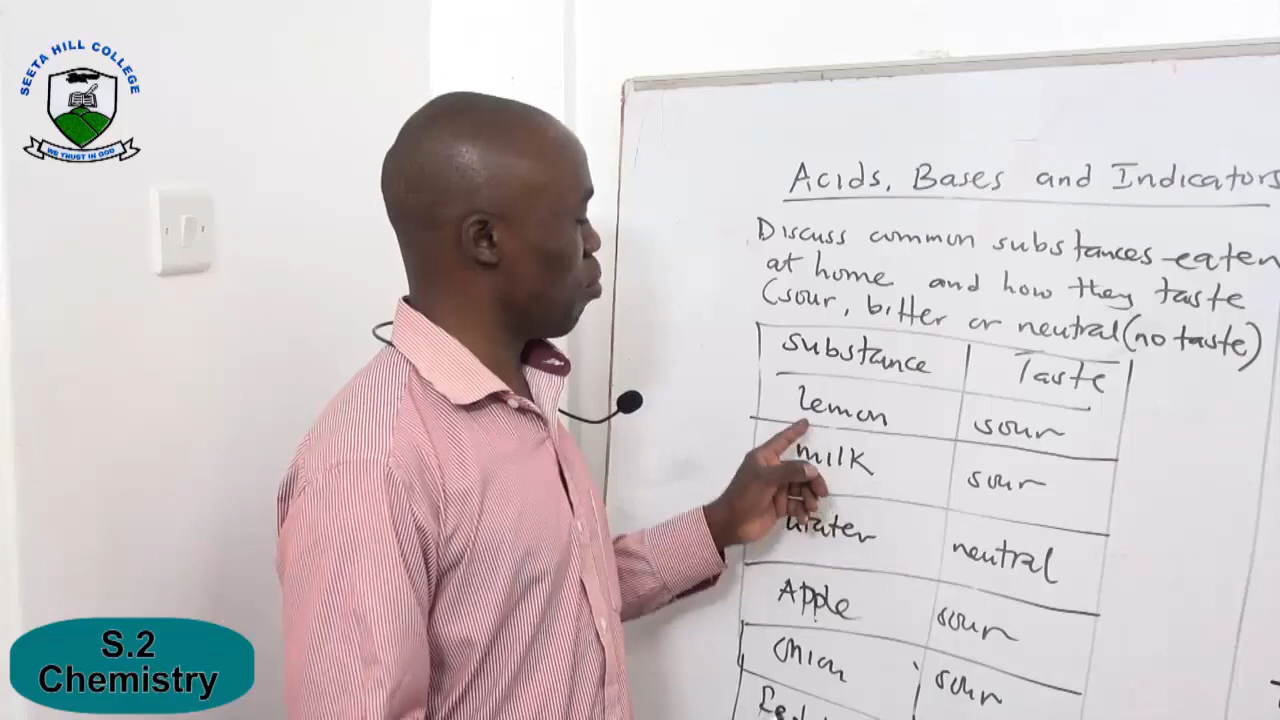 SEETA HILL COLLEGE
WE TRUST IN GOD
Acids, Bases and Indicators
Discuss common substances eaten
at home and how they taste
(sour, bitter or neutral (no taste)
substance Taste
lemon sour
milk sour
water neutral
Apple sour
sour
S.2
Chemistry